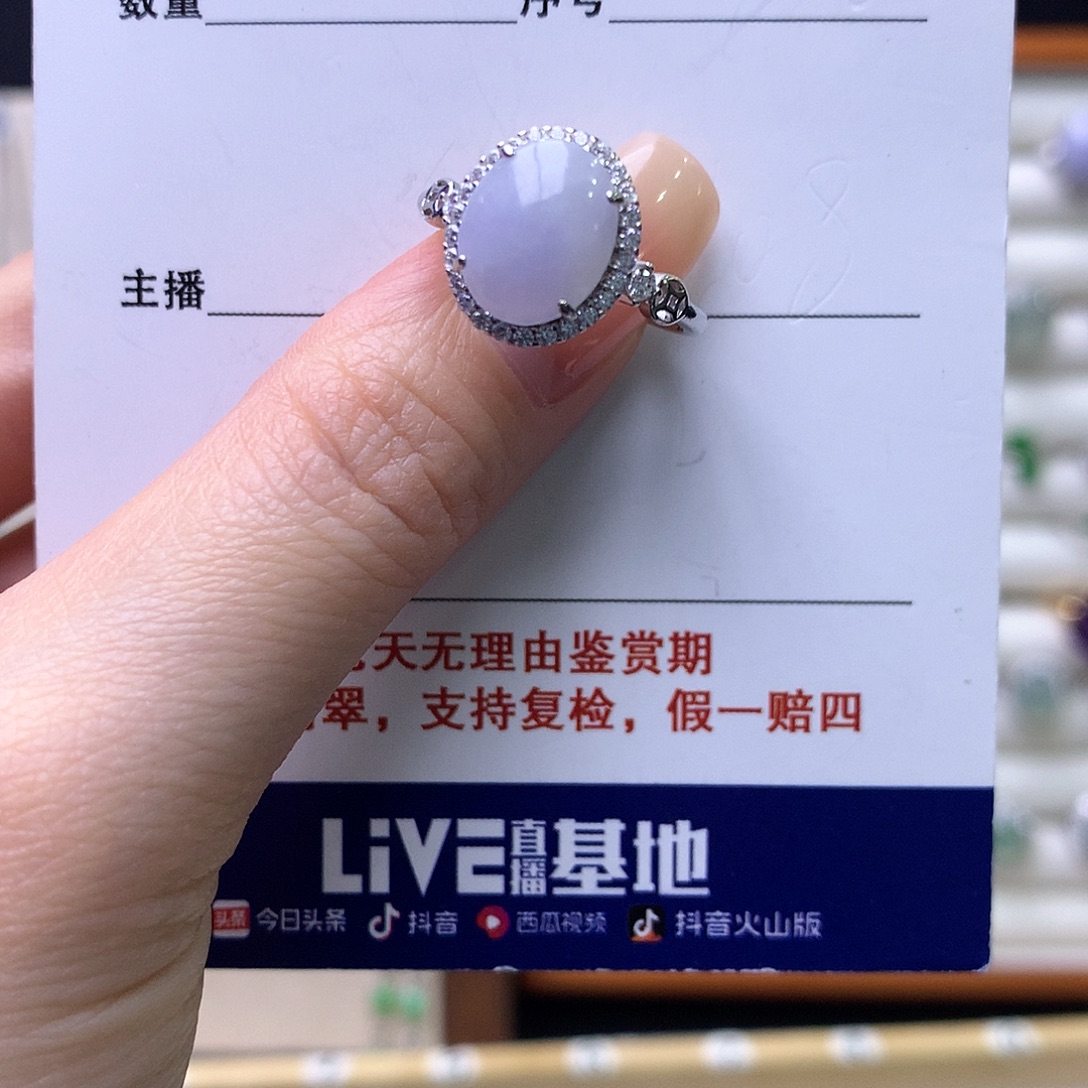 数量 序号
主播
天无理由鉴赏期
翠，支持复检，假一赔四
LiVE直播基地
头条 今日头条 抖音 西瓜视频 抖音火山版